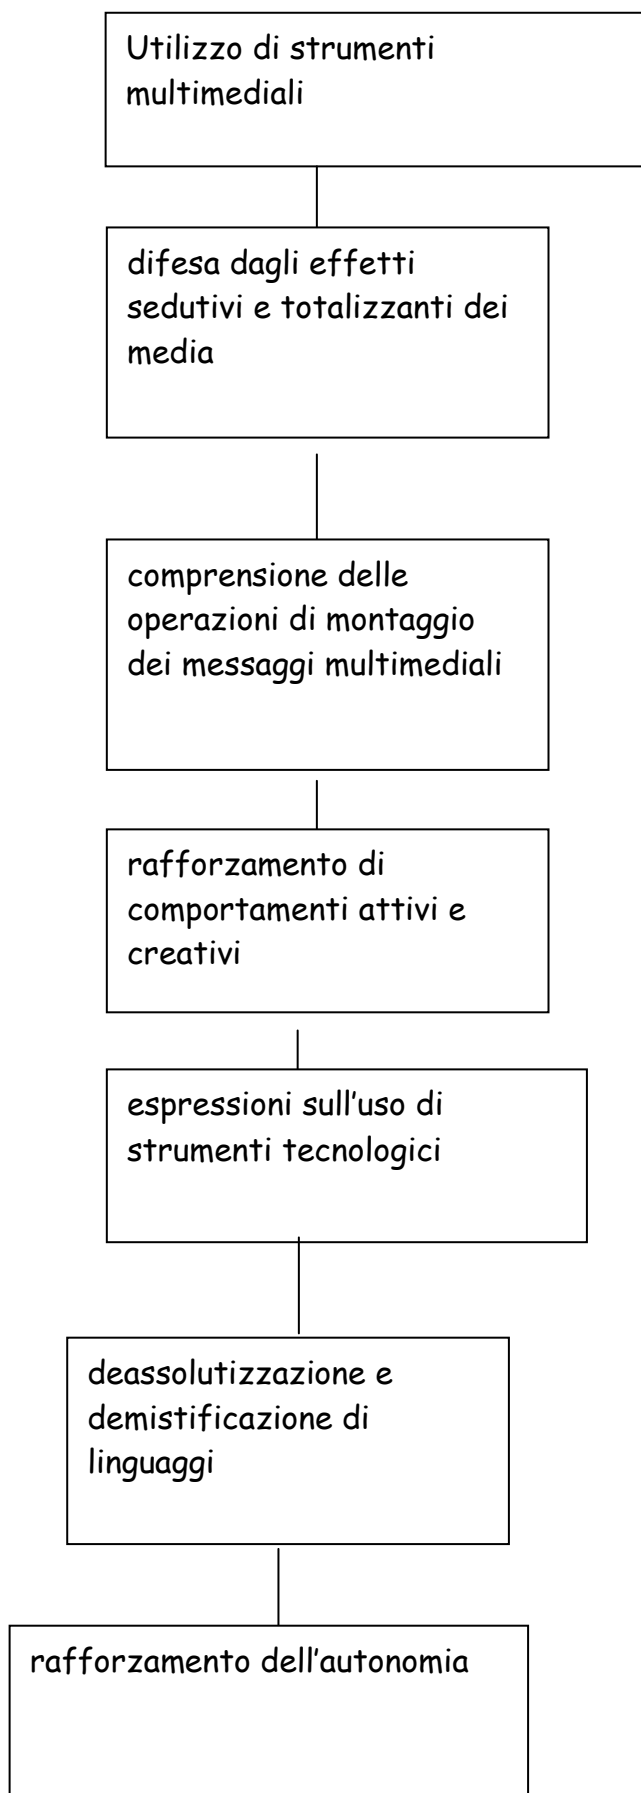 Utilizzo di strumenti
multimediali
difesa dagli effetti
sedutivi e totalizzanti dei
media
comprensione delle
operazioni di montaggio
dei messaggi multimediali
rafforzamento di
comportamenti attivi e
creativi
espressioni sull'uso di
strumenti tecnologici
deassolutizzazione e
demistificazione di
linguaggi
rafforzamento dell'autonomia